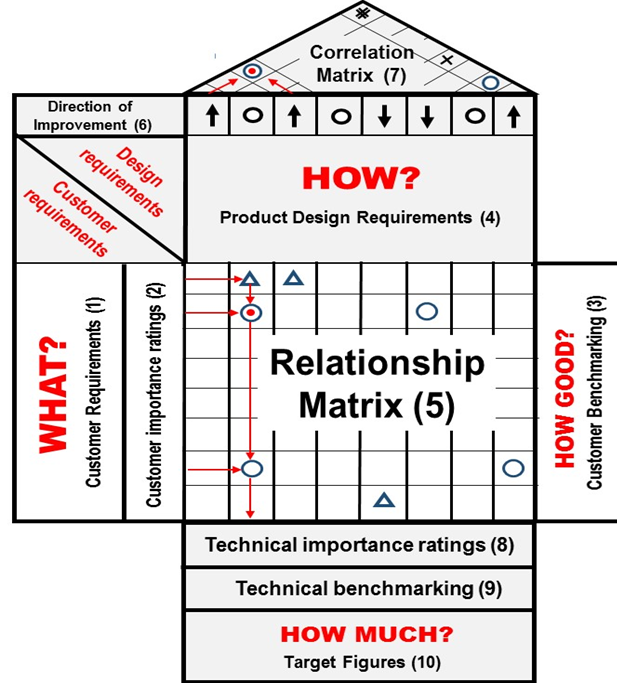 Correlation
Matrix (7)
Direction of
Improvement (6)
Design
requirements
Customer
requirements
HOW?
Product Design Requirements (4)
WHAT?
Customer Requirements (1)
Customer importance ratings (2)
Relationship
Matrix (5)
HOW GOOD?
Customer Benchmarking (3)
Technical importance ratings (8)
Technical benchmarking (9)
HOW MUCH?
Target Figures (10)